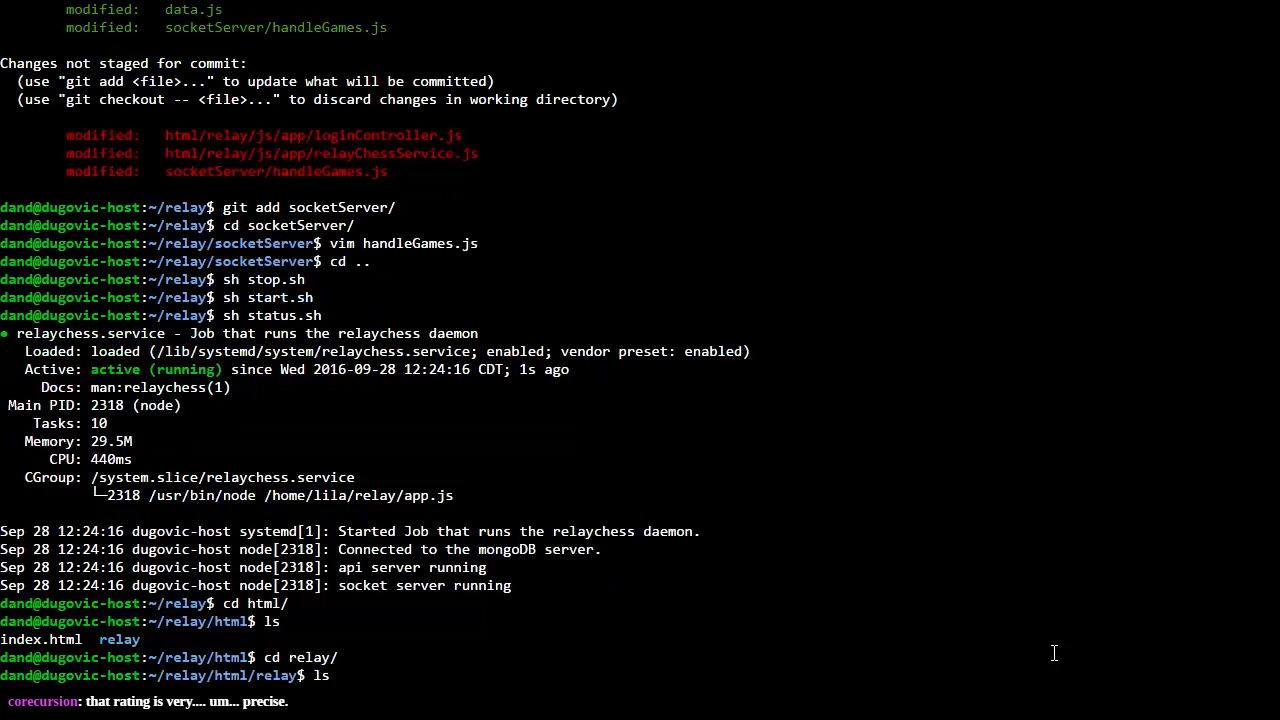 modified:   data.js
modified:   socketServer/handleGames.js
Changes not staged for commit:
(use "git add <file>..." to update what will be committed)
(use "git checkout -- <file>..." to discard changes in working directory)
modified:   html/relay/js/app/loginController.js
modified:   html/relay/js/app/relayChessService.js
modified:   socketServer/handleGames.js
dand@dugovic-host:~/relay$ git add socketServer/
dand@dugovic-host:~/relay$ cd socketServer/
dand@dugovic-host:~/relay/socketServer$ vim handleGames.js
dand@dugovic-host:~/relay/socketServer$ cd ..
dand@dugovic-host:~/relay$ sh stop.sh
dand@dugovic-host:~/relay$ sh start.sh
dand@dugovic-host:~/relay$ sh status.sh
● relaychess.service - Job that runs the relaychess daemon
Loaded: loaded (/lib/systemd/system/relaychess.service; enabled; vendor preset: enabled)
Active: active (running) since Wed 2016-09-28 12:24:16 CDT; 1s ago
Docs: man:relaychess(1)
Main PID: 2318 (node)
Tasks: 10
Memory: 29.5M
CPU: 440ms
CGroup: /system.slice/relaychess.service
└─2318 /usr/bin/node /home/lila/relay/app.js
Sep 28 12:24:16 dugovic-host systemd[1]: Started Job that runs the relaychess daemon.
Sep 28 12:24:16 dugovic-host node[2318]: Connected to the mongoDB server.
Sep 28 12:24:16 dugovic-host node[2318]: api server running
Sep 28 12:24:16 dugovic-host node[2318]: socket server running
dand@dugovic-host:~/relay$ cd html/
dand@dugovic-host:~/relay/html$ ls
index.html  relay
dand@dugovic-host:~/relay/html$ cd relay/
dand@dugovic-host:~/relay/html/relay$ ls
corecursion: that rating is very.... um... precise.